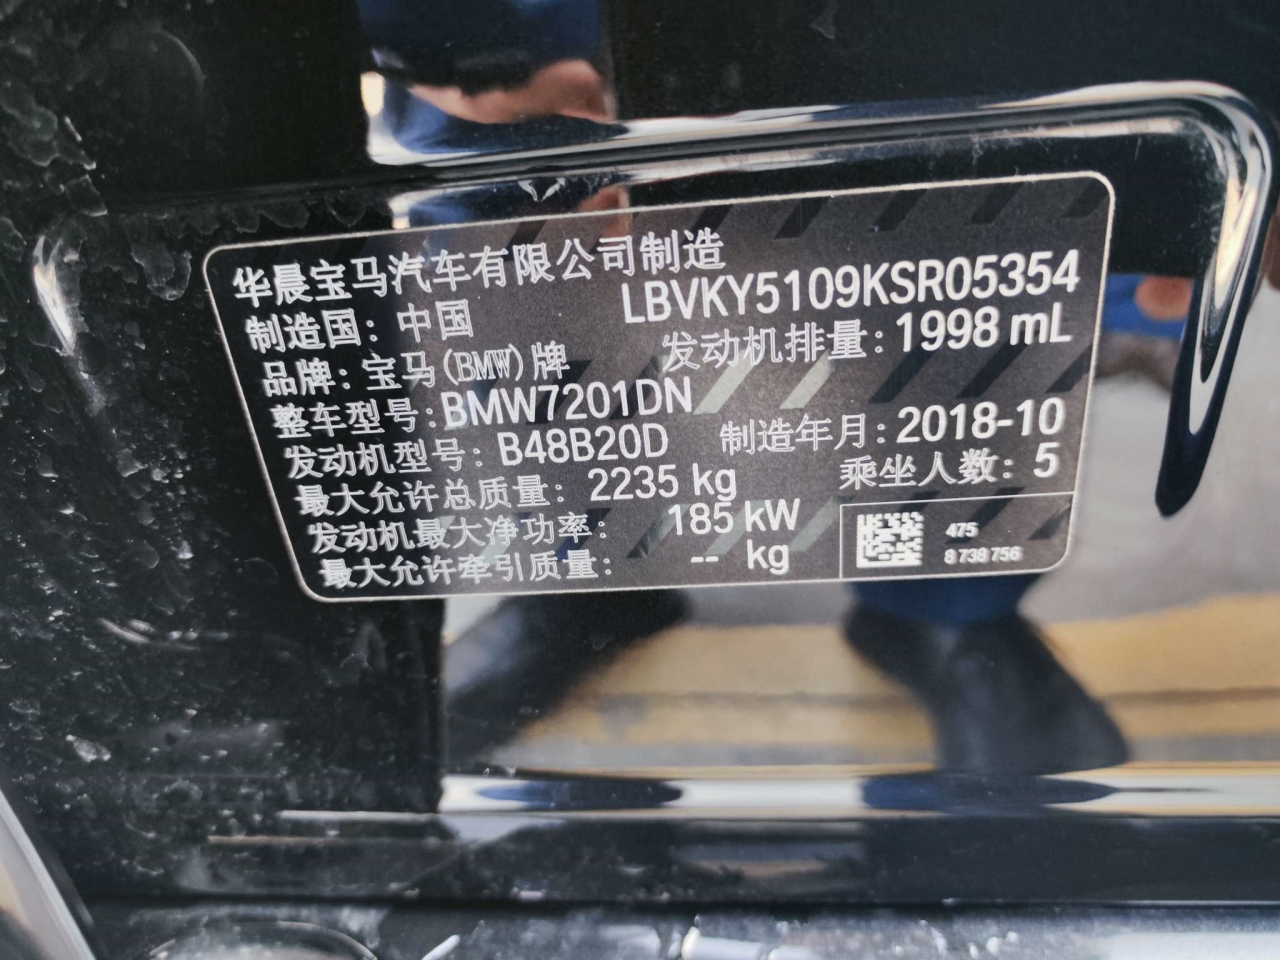 华晨宝马汽车有限公司制造
LBVKY5109KSR05354
制造国：中国
发动机排量：1998 mL
品牌：宝马(BMW)牌
整车型号：BMW7201DN
制造年月：2018-10
发动机型号：B48B20D
乘坐人数：5
最大允许总质量：2235 kg
发动机最大净功率：185 kW
最大允许牵引质量：-- kg
475
8 738 756